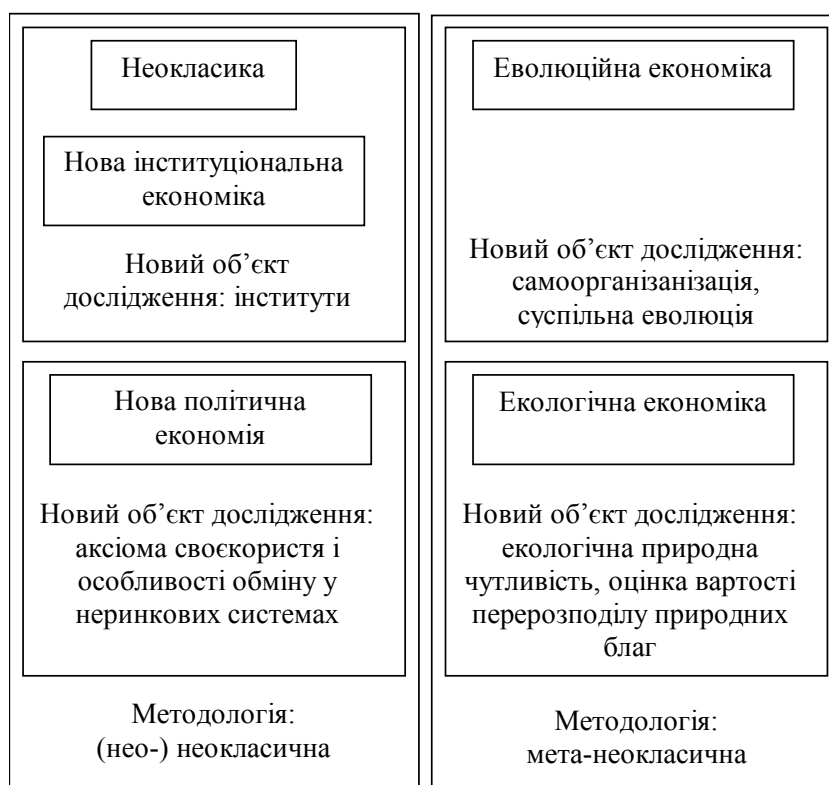 Неокласика
Нова інституціональна
економіка
Новий об’єкт
дослідження: інститути
Нова політична
економія
Новий об’єкт дослідження:
аксіома своєкористя і
особливості обміну у
неринкових системах
Методологія:
(нео-) неокласична
Еволюційна економіка
Новий об’єкт дослідження:
самоорганізанізація,
суспільна еволюція
Екологічна економіка
Новий об’єкт дослідження:
екологічна природна
чутливість, оцінка вартості
перерозподілу природних
благ
Методологія:
мета-неокласична